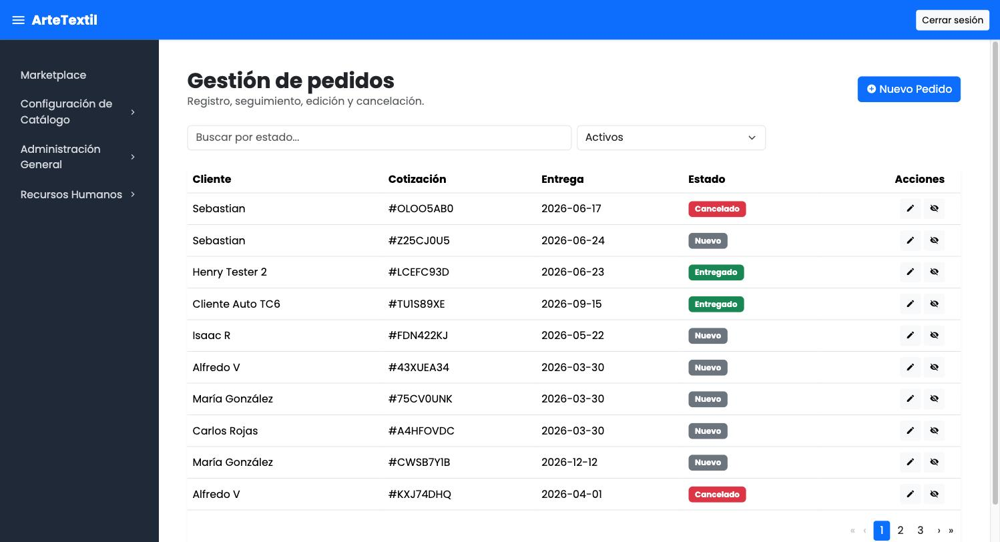 ArteTextil
Cerrar sesión
Marketplace
Configuración de
Catálogo
Administración
General
Recursos Humanos
Gestión de pedidos
Registro, seguimiento, edición y cancelación.
Nuevo Pedido
Buscar por estado...
Activos
Cliente Cotización Entrega Estado Acciones
Sebastian #OLOO5AB0 2026-06-17 Cancelado
Sebastian #Z25CJ0U5 2026-06-24 Nuevo
Henry Tester 2 #LCEFC93D 2026-06-23 Entregado
Cliente Auto TC6 #TU1S89XE 2026-09-15 Entregado
Isaac R #FDN422KJ 2026-05-22 Nuevo
Alfredo V #43XUEA34 2026-03-30 Nuevo
María González #75CV0UNK 2026-03-30 Nuevo
Carlos Rojas #A4HFOVDC 2026-03-30 Nuevo
María González #CWSB7Y1B 2026-12-12 Nuevo
Alfredo V #KXJ74DHQ 2026-04-01 Cancelado
« ‹ 1 2 3 › »